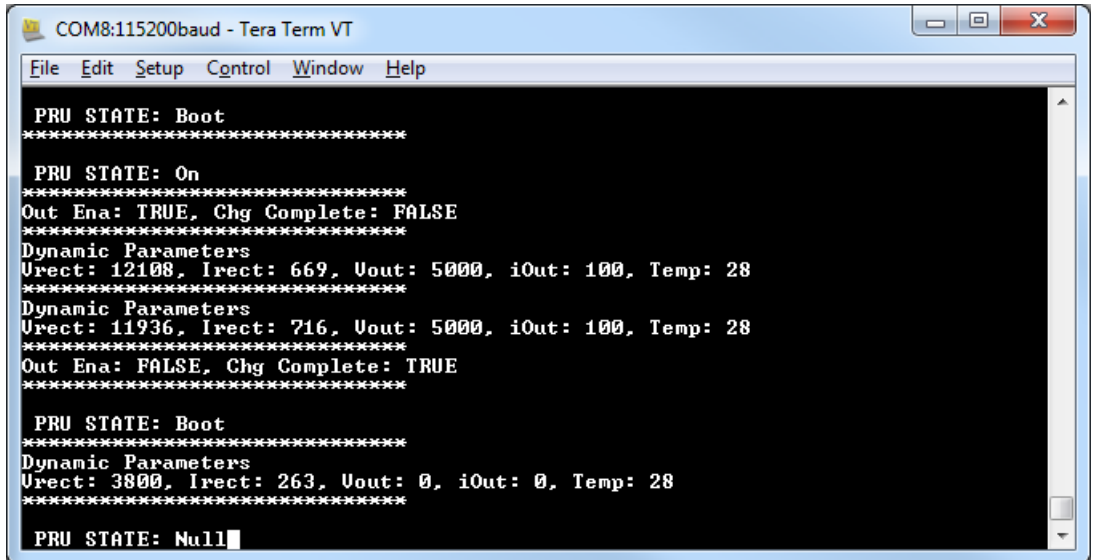 COM8:115200baud - Tera Term VT
File Edit Setup Control Window Help
PRU STATE: Boot
******************************
PRU STATE: On
******************************
Out Ena: TRUE, Chg Complete: FALSE
******************************
Dynamic Parameters
Vrect: 12108, Irect: 669, Vout: 5000, iOut: 100, Temp: 28
******************************
Dynamic Parameters
Vrect: 11936, Irect: 716, Vout: 5000, iOut: 100, Temp: 28
******************************
Out Ena: FALSE, Chg Complete: TRUE
******************************
PRU STATE: Boot
******************************
Dynamic Parameters
Vrect: 3800, Irect: 263, Vout: 0, iOut: 0, Temp: 28
******************************
PRU STATE: Null